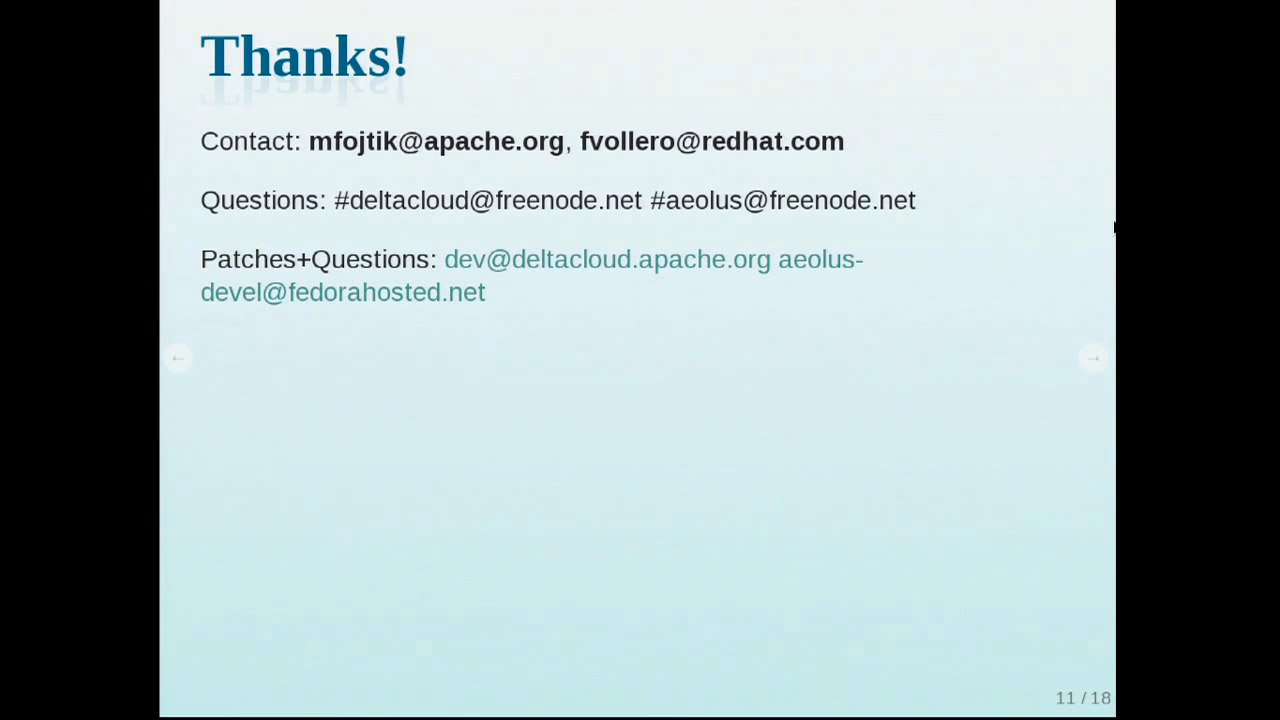 Thanks!
Contact: mfojtik@apache.org, fvollero@redhat.com
Questions: #deltacloud@freenode.net #aeolus@freenode.net
Patches+Questions: dev@deltacloud.apache.org aeolus-
devel@fedorahosted.net
←
→
11 / 18